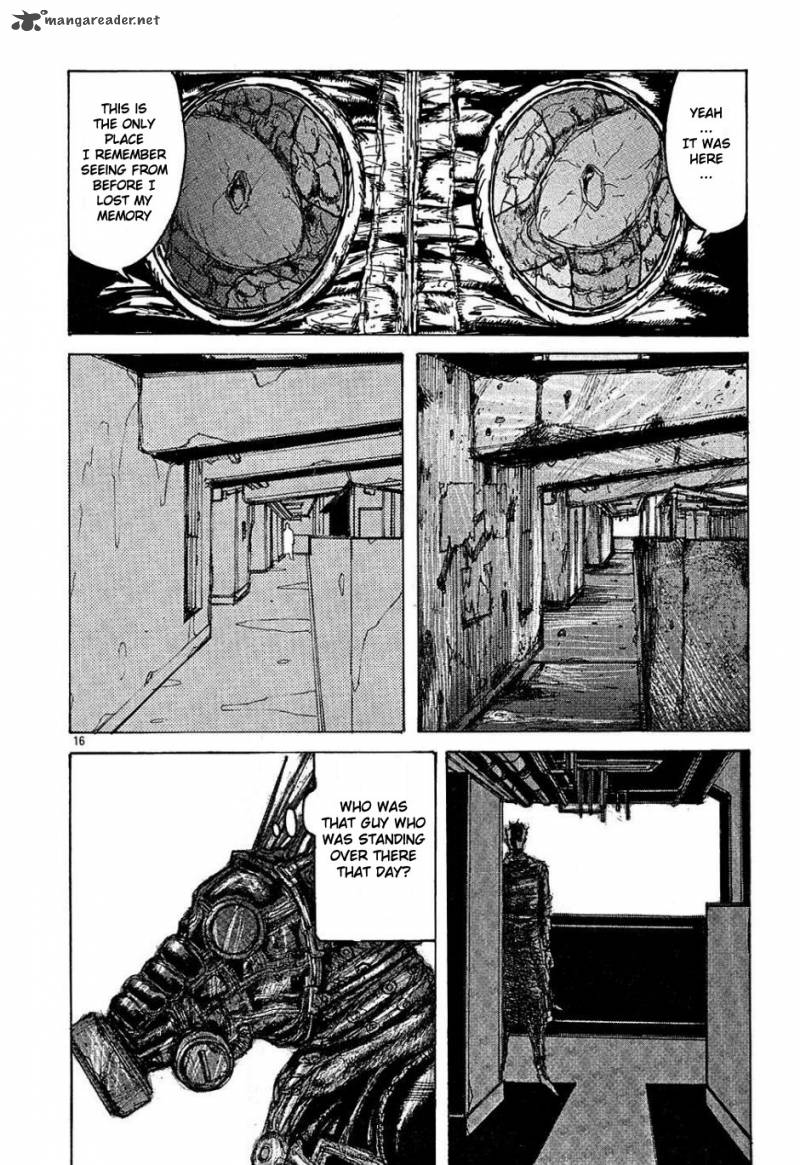 mangareader.net
YEAH
...
IT WAS
HERE
...
THIS IS
THE ONLY
PLACE
I REMEMBER
SEEING FROM
BEFORE I
LOST MY
MEMORY
16
WHO WAS
THAT GUY WHO
WAS STANDING
OVER THERE
THAT DAY?